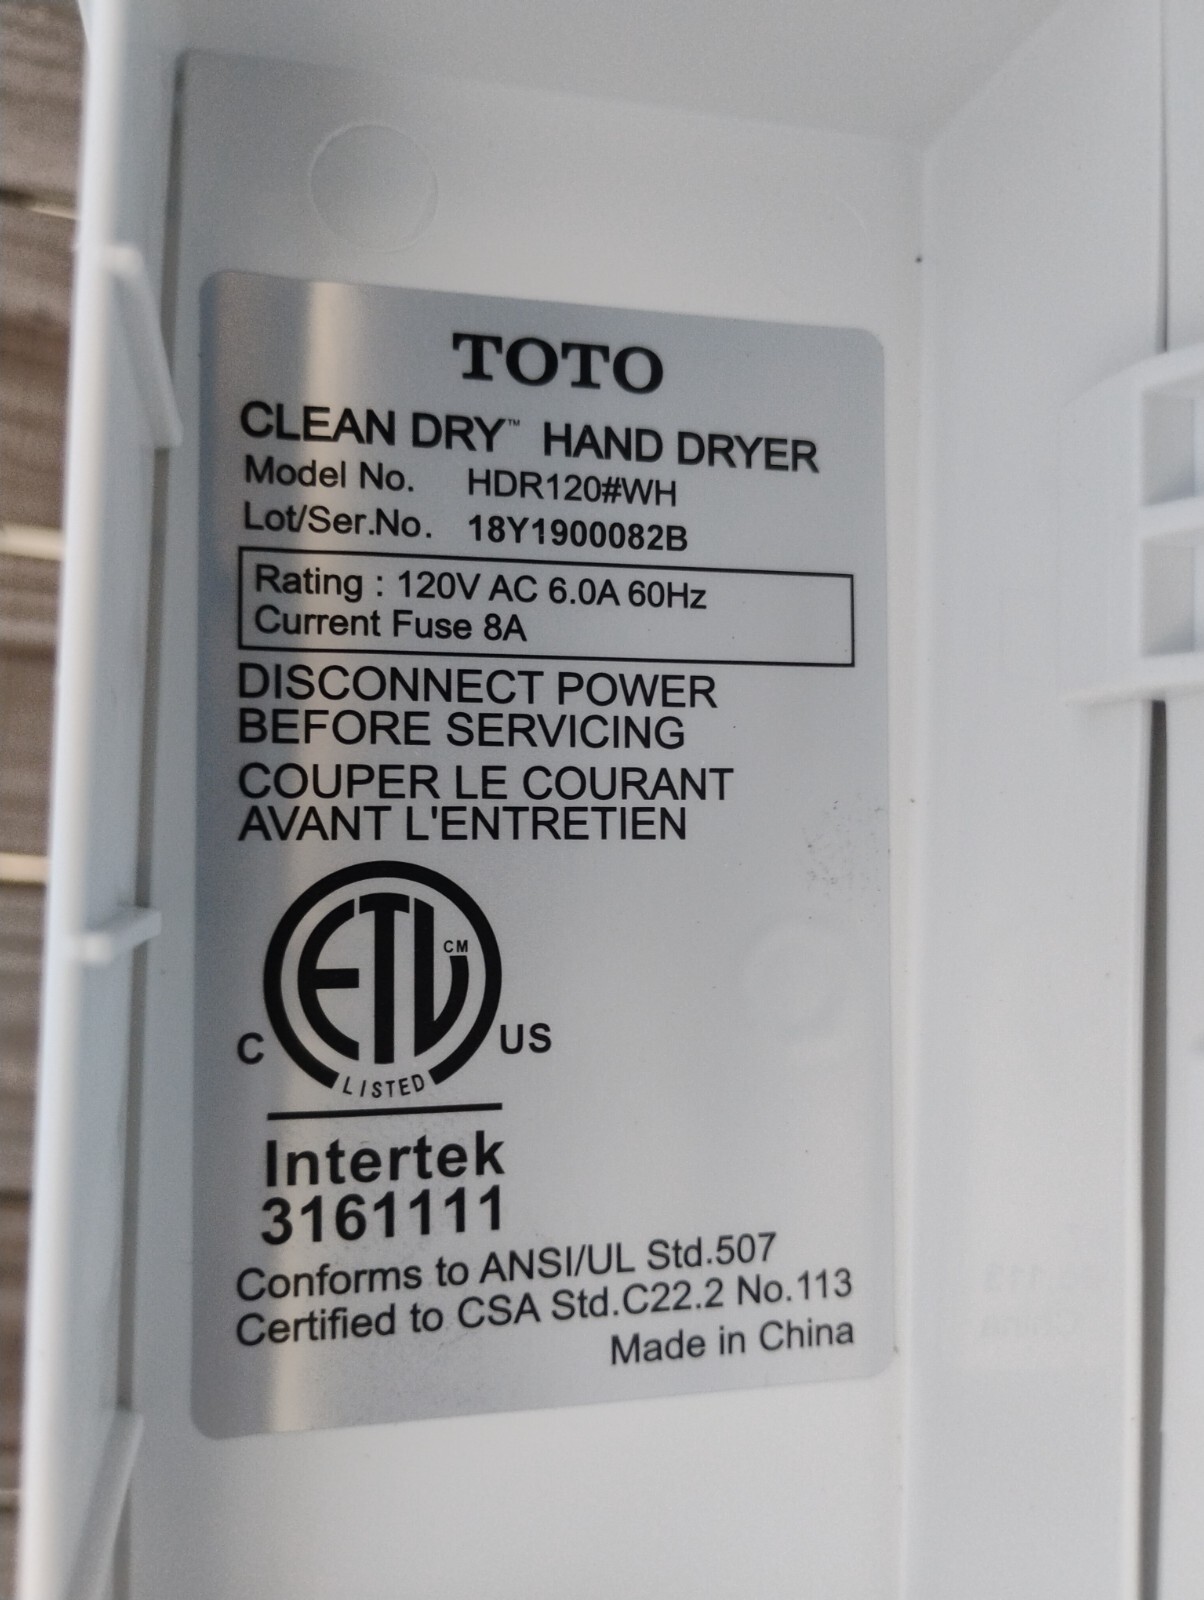 TOTO
CLEAN DRY™ HAND DRYER
Model No. HDR120#WH
Lot/Ser.No. 18Y1900082B
Rating : 120V AC 6.0A 60Hz
Current Fuse 8A
DISCONNECT POWER
BEFORE SERVICING
COUPER LE COURANT
AVANT L'ENTRETIEN
ETL CM
C US
LISTED
Intertek
3161111
Conforms to ANSI/UL Std.507
Certified to CSA Std.C22.2 No.113
Made in China